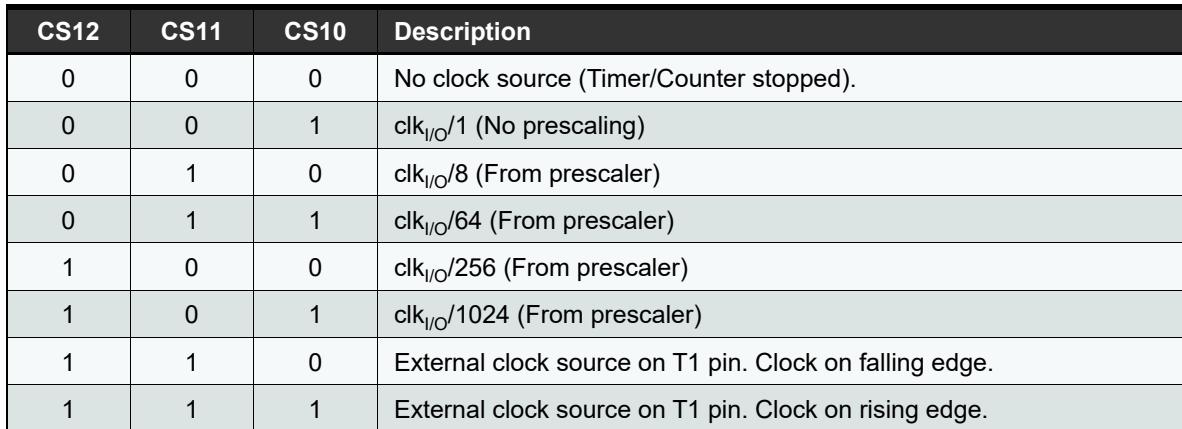 CS12 CS11 CS10 Description
0 0 0 No clock source (Timer/Counter stopped).
0 0 1 clkI/O/1 (No prescaling)
0 1 0 clkI/O/8 (From prescaler)
0 1 1 clkI/O/64 (From prescaler)
1 0 0 clkI/O/256 (From prescaler)
1 0 1 clkI/O/1024 (From prescaler)
1 1 0 External clock source on T1 pin. Clock on falling edge.
1 1 1 External clock source on T1 pin. Clock on rising edge.